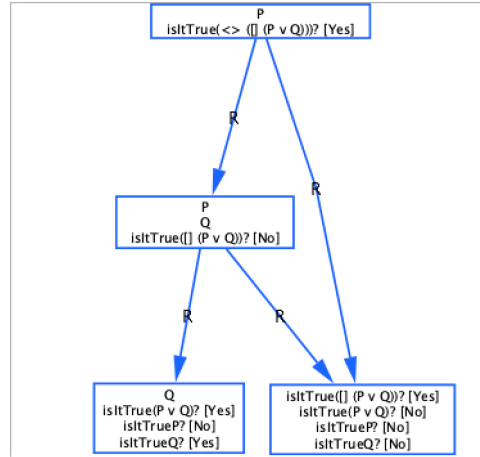 P
isItTrue(<> ([] (P v Q)))? [Yes]
R
R
P
Q
isItTrue([] (P v Q))? [No]
R
R
Q
isItTrue(P v Q)? [Yes]
isItTrueP? [No]
isItTrueQ? [Yes]
isItTrue([] (P v Q))? [Yes]
isItTrue(P v Q)? [No]
isItTrueP? [No]
isItTrueQ? [No]